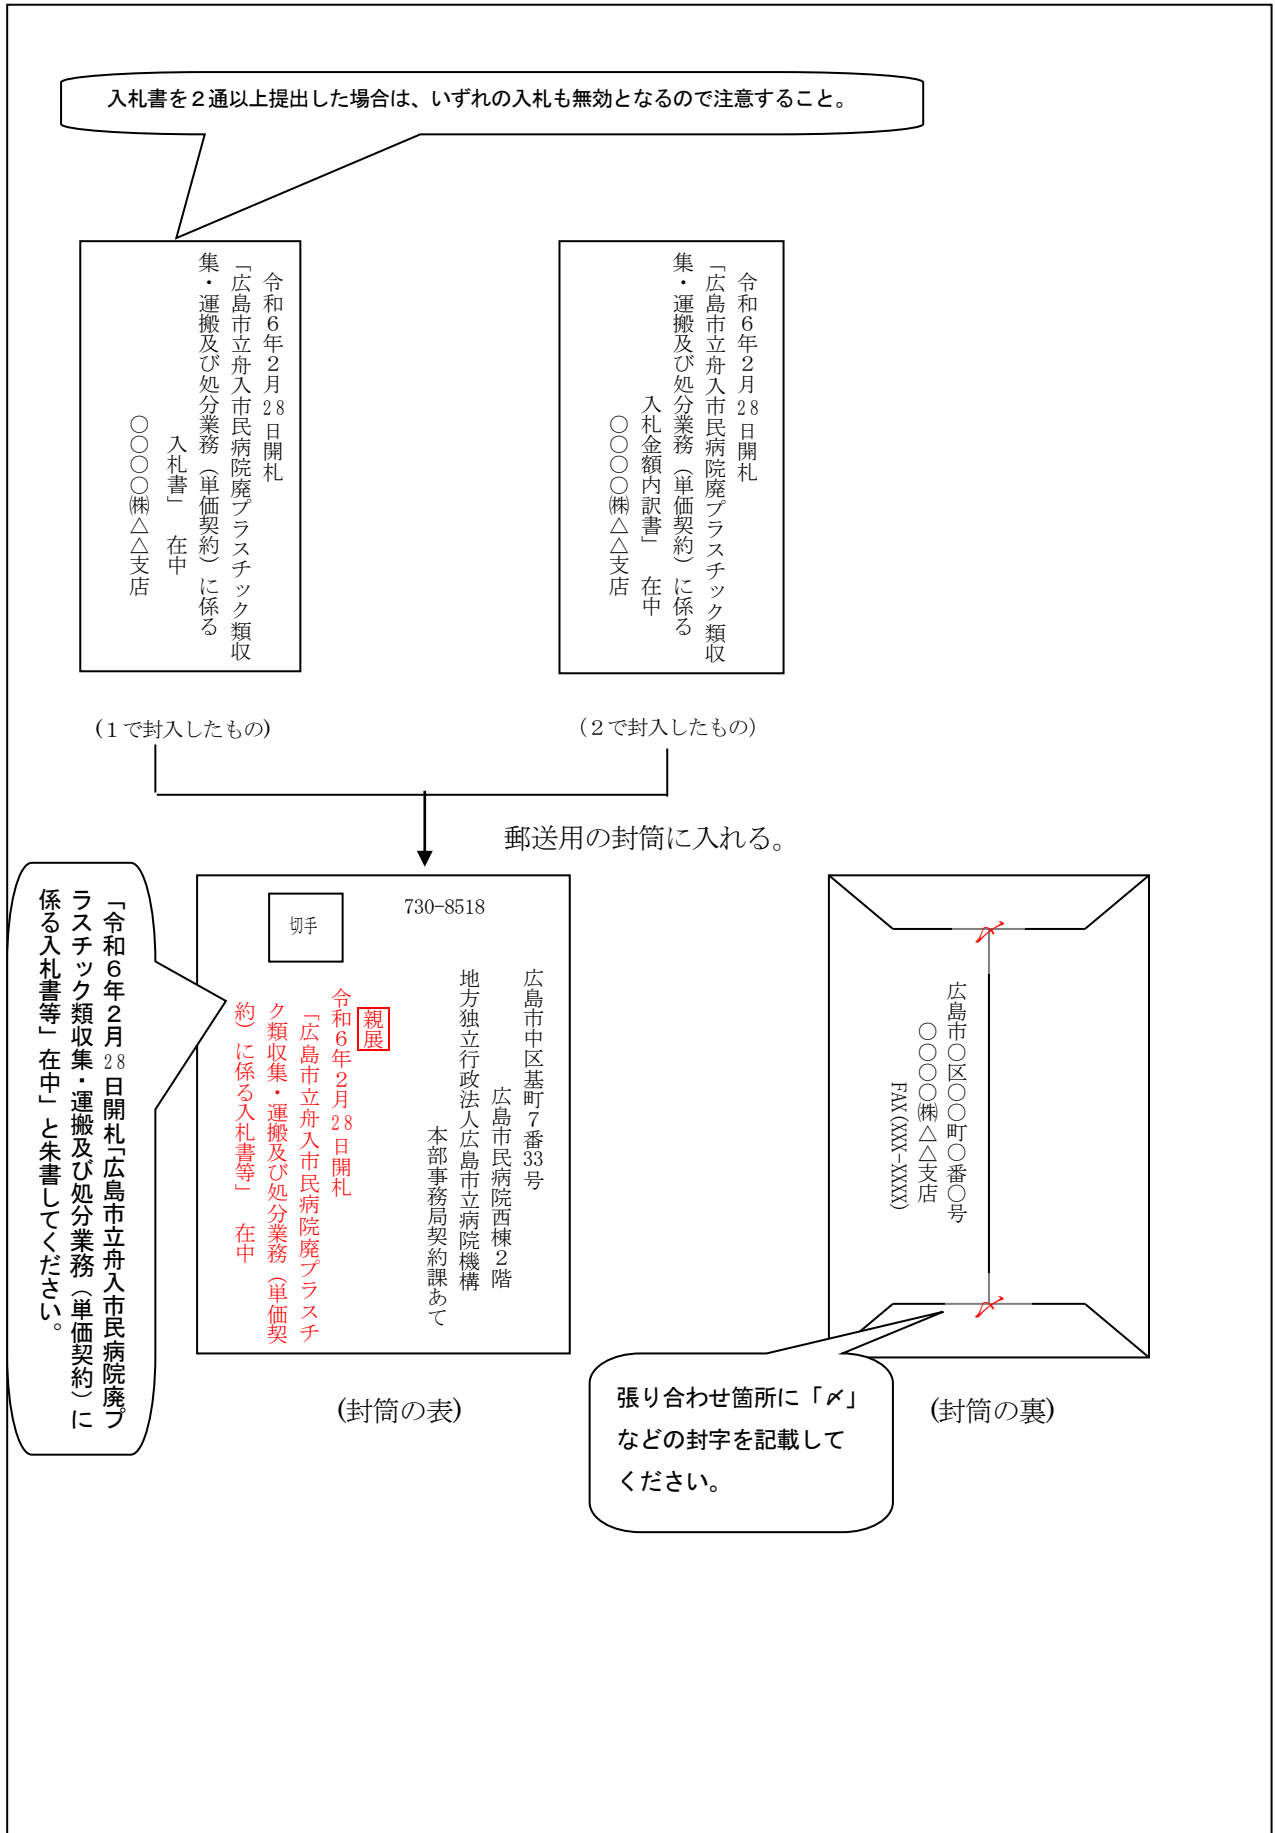 入札書を２通以上提出した場合は、いずれの入札も無効となるので注意すること。
令和６年２月28日開札
「広島市立舟入市民病院廃プラスチック類収
集・運搬及び処分業務（単価契約）に係る
入札書」　在中
○○○○㈱△△支店
令和６年２月28日開札
「広島市立舟入市民病院廃プラスチック類収
集・運搬及び処分業務（単価契約）に係る
入札金額内訳書」　在中
○○○○㈱△△支店
(１で封入したもの)
（２で封入したもの）
郵送用の封筒に入れる。
「令和６年２月28日開札「広島市立舟入市民病院廃プ
ラスチック類収集・運搬及び処分業務（単価契約）に
係る入札書等」在中」と朱書してください。
切手
730-8518
広島市中区基町７番33号
広島市民病院西棟２階
地方独立行政法人広島市立病院機構
本部事務局契約課あて
親展
令和６年２月28日開札
「広島市立舟入市民病院廃プラスチ
ック類収集・運搬及び処分業務（単価契
約）に係る入札書等」　在中
(封筒の表)
〆
広島市○区○○町○番○号
○○○○㈱△△支店
FAX(XXX-XXXX)
〆
張り合わせ箇所に「〆」
などの封字を記載して
ください。
(封筒の裏)